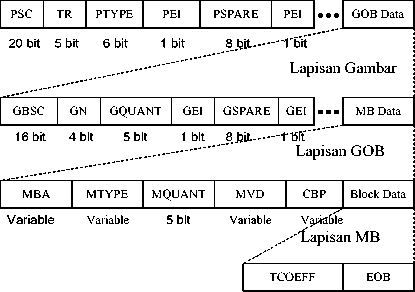 PSC TR PTYPE PEI PSPARE PEI GOB Data
20 bit 5 bit 6 bit 1 bit 8 bit 1 bit
Lapisan Gambar
GBSC GN GQUANT GEI GSPARE GEI MB Data
16 bit 4 bit 5 bit 1 bit 8 bit 1 bit
Lapisan GOB
MBA MTYPE MQUANT MVD CBP Block Data
Variable Variable 5 bit Variable Variable
Lapisan MB
TCOEFF EOB